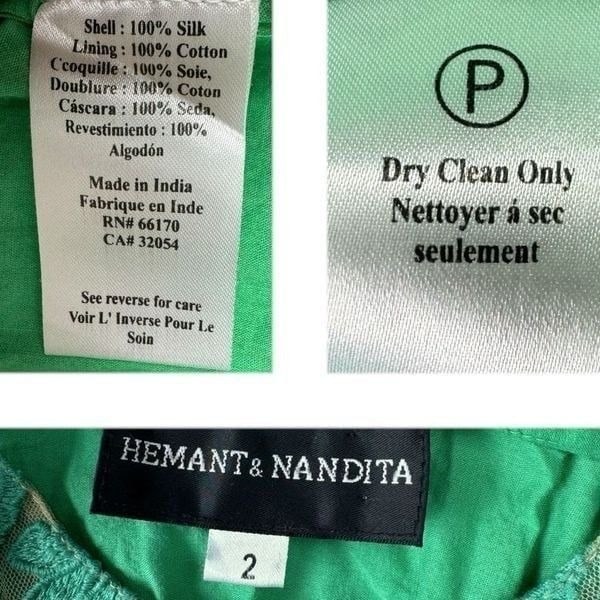 Shell : 100% Silk
Lining : 100% Cotton
Ccoquille : 100% Soie,
Doublure : 100% Coton
Cáscara : 100% Seda,
Revestimiento : 100%
Algodón
Made in India
Fabrique en Inde
RN# 66170
CA# 32054
See reverse for care
Voir L' Inverse Pour Le
Soin
P
Dry Clean Only
Nettoyer á sec
seulement
HEMANT & NANDITA
2